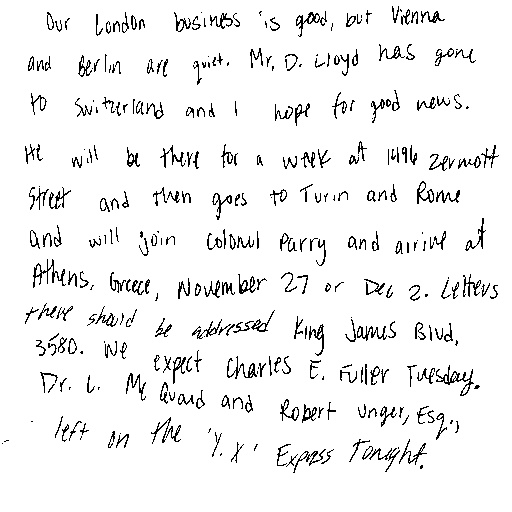 Our London business is good, but Vienna
and Berlin are quiet. Mr. D. Lloyd has gone
to Switzerland and I hope for good news.
He will be there for a week at 1496 Zermott
Street and then goes to Turin and Rome
and will join Colonel Parry and arrive at
Athens, Greece, November 27 or Dec 2. Letters
there should be addressed King James Blvd,
3580. We expect Charles E. Fuller Tuesday.
Dr. L. Mc Quaid and Robert Unger, Esq.,
left on the 'Y.X' Expess Tonight.